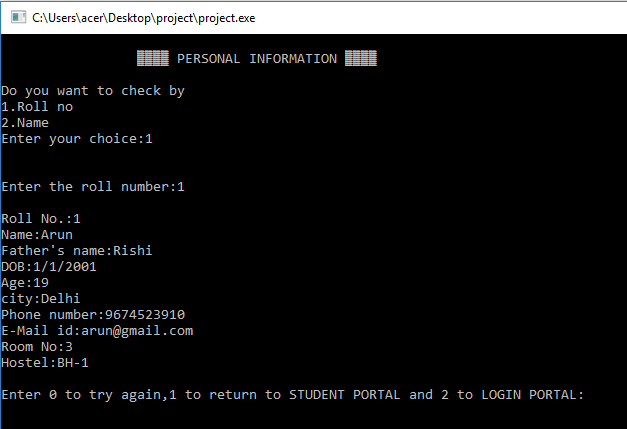 C:\Users\acer\Desktop\project\project.exe
▓▓▓▓ PERSONAL INFORMATION ▓▓▓▓
Do you want to check by
1.Roll no
2.Name
Enter your choice:1
Enter the roll number:1
Roll No.:1
Name:Arun
Father's name:Rishi
DOB:1/1/2001
Age:19
city:Delhi
Phone number:9674523910
E-Mail id:arun@gmail.com
Room No:3
Hostel:BH-1
Enter 0 to try again,1 to return to STUDENT PORTAL and 2 to LOGIN PORTAL: